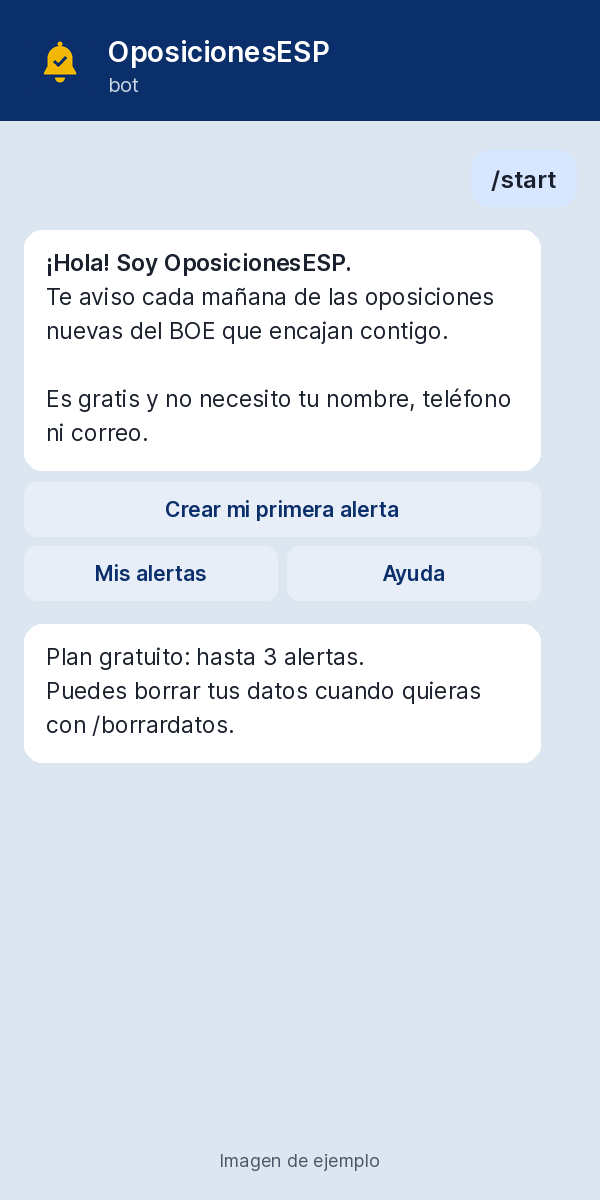 OposicionesESP
bot
/start
¡Hola! Soy OposicionesESP.
Te aviso cada mañana de las oposiciones
nuevas del BOE que encajan contigo.
Es gratis y no necesito tu nombre, teléfono
ni correo.
Crear mi primera alerta
Mis alertas
Ayuda
Plan gratuito: hasta 3 alertas.
Puedes borrar tus datos cuando quieras
con /borrardatos.
Imagen de ejemplo